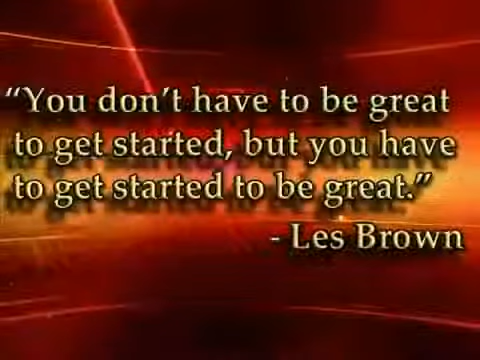 “You don’t have to be great
to get started, but you have
to get started to be great.”
- Les Brown